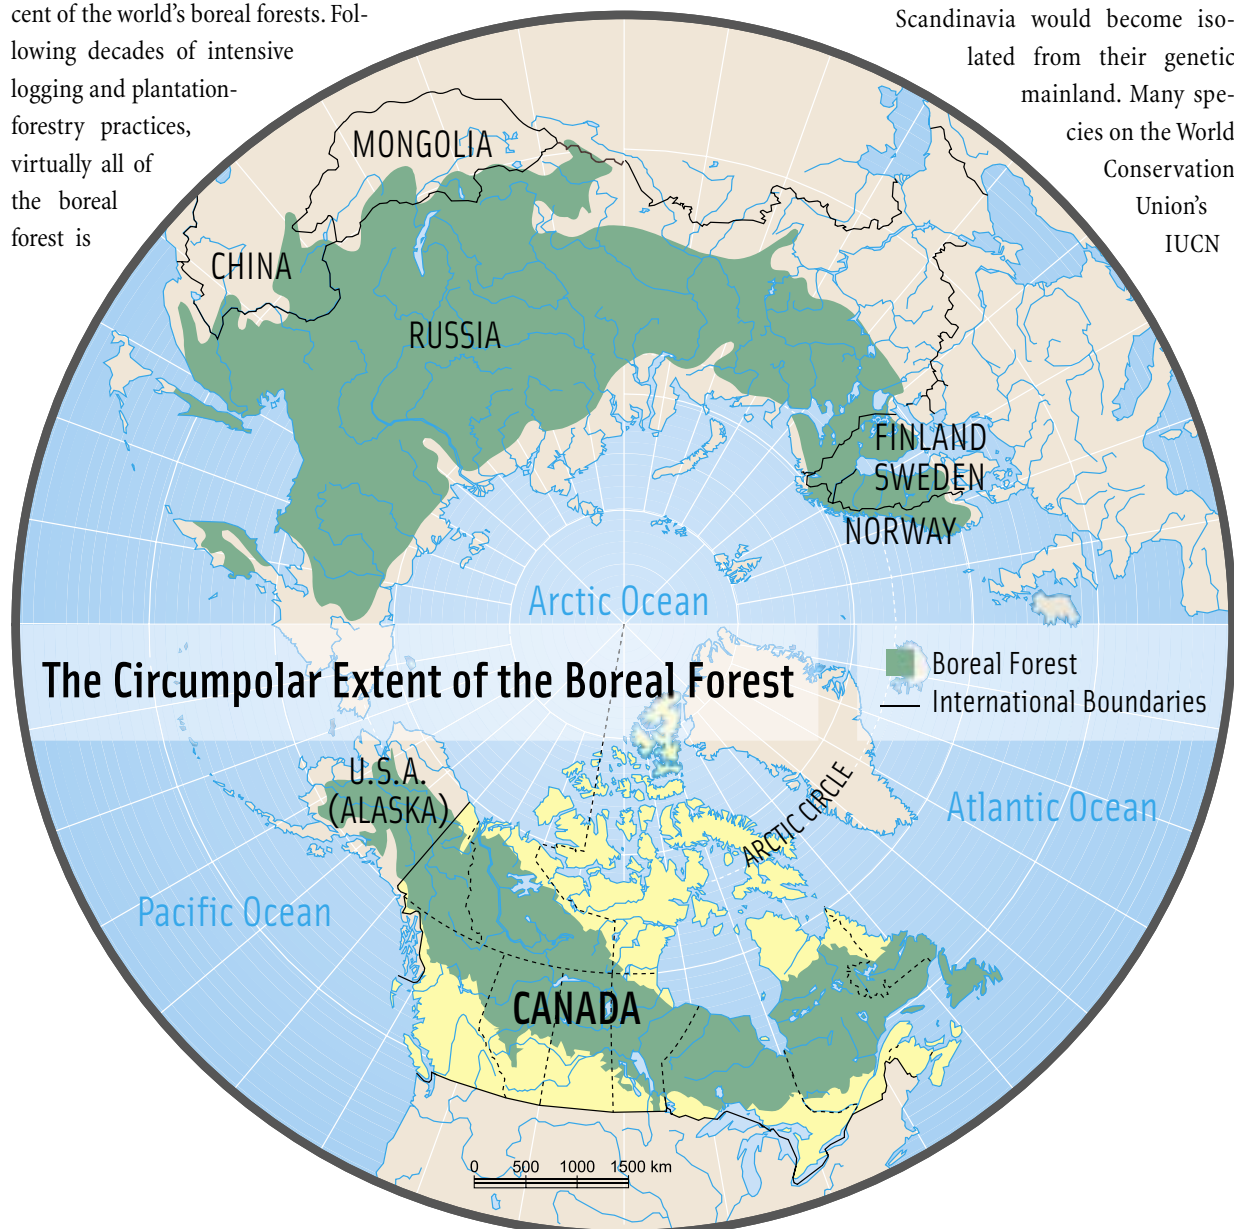 cent of the world's boreal forests. Fol-
lowing decades of intensive
logging and plantation-
forestry practices,
virtually all of
the boreal
forest is
Scandinavia would become iso-
lated from their genetic
mainland. Many spe-
cies on the World
Conservation
Union's
IUCN
MONGOLIA
CHINA
RUSSIA
FINLAND
SWEDEN
NORWAY
Arctic Ocean
The Circumpolar Extent of the Boreal Forest
Boreal Forest
International Boundaries
U.S.A.
(ALASKA)
ARCTIC CIRCLE
Atlantic Ocean
Pacific Ocean
CANADA
0 500 1000 1500 km